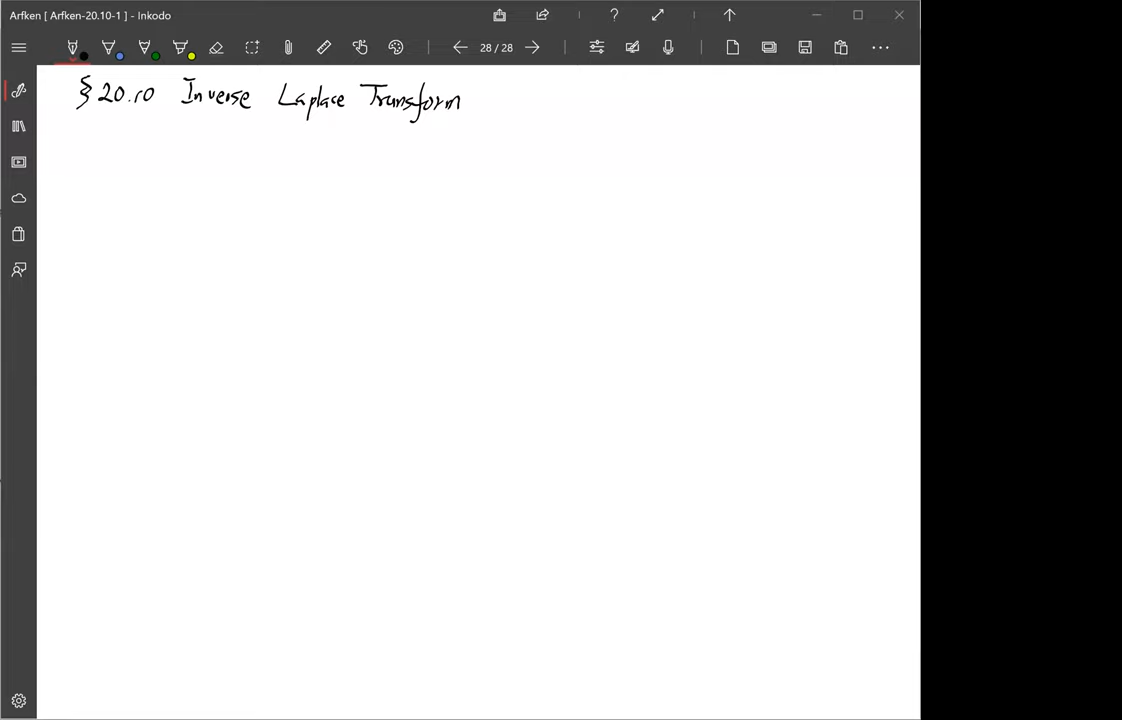 Arfken [ Arfken-20.10-1 ] - Inkodo
28 / 28
§ 20.10 Inverse Laplace Transform